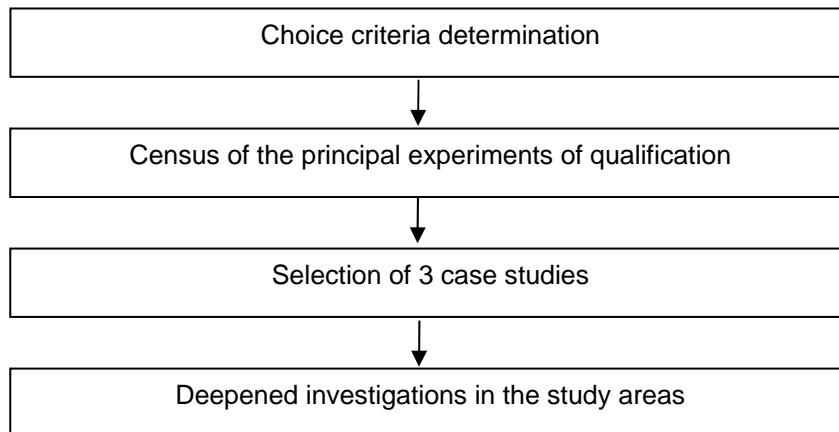 Choice criteria determination
Census of the principal experiments of qualification
Selection of 3 case studies
Deepened investigations in the study areas